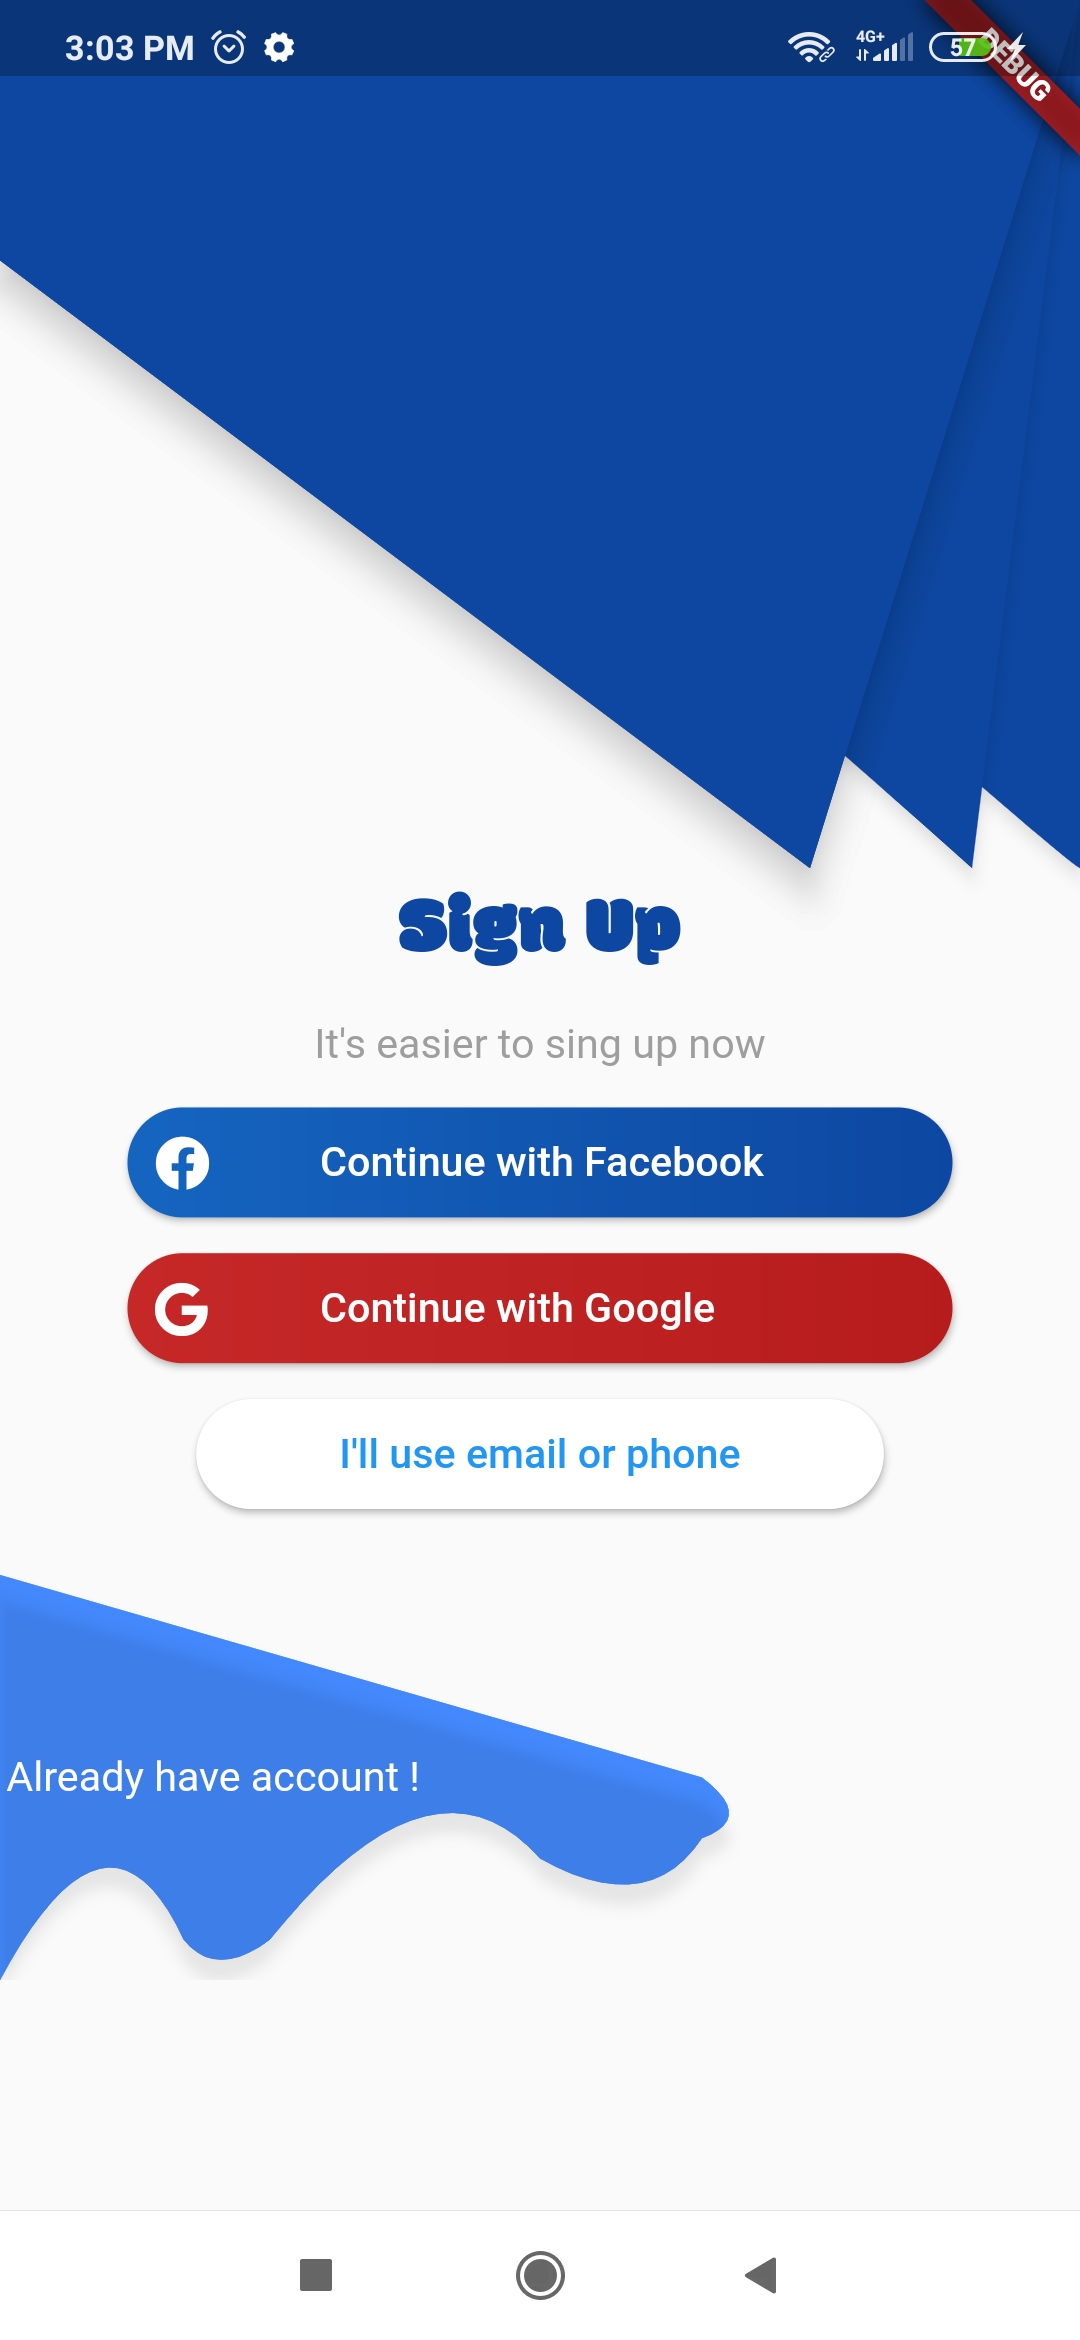 3:03 PM
4G+
57
DEBUG
Sign Up
It's easier to sing up now
Continue with Facebook
Continue with Google
I'll use email or phone
Already have account !